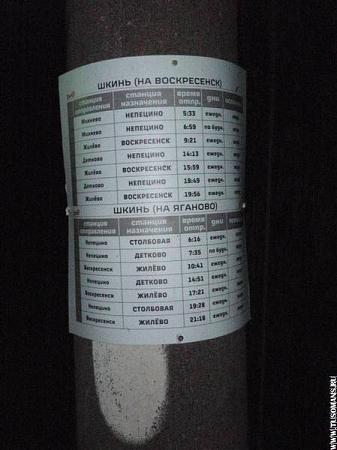 ШКИНЬ (НА ВОСКРЕСЕНСК)
станция отправления станция назначения время отпр. дни
Михнево НЕПЕЦИНО 5:33 ежедн.
Михнево НЕПЕЦИНО 6:59 по будн.
Жилёво ВОСКРЕСЕНСК 9:21 ежедн.
Детково НЕПЕЦИНО 14:13 ежедн.
Жилёво ВОСКРЕСЕНСК 15:59 ежедн.
Детково НЕПЕЦИНО 18:49 ежедн.
Жилёво ВОСКРЕСЕНСК 19:56 ежедн.
ШКИНЬ (НА ЯГАНОВО)
станция отправления станция назначения время отпр. дни
Непецино СТОЛБОВАЯ 6:16 ежедн.
Непецино ДЕТКОВО 7:35 по будн.
Воскресенск ЖИЛЁВО 10:41 ежедн.
Непецино ДЕТКОВО 14:51 ежедн.
Воскресенск ЖИЛЁВО 17:21 ежедн.
Непецино СТОЛБОВАЯ 19:28 ежедн.
Воскресенск ЖИЛЁВО 21:18 ежедн.
WWW.TUSOMANS.RU